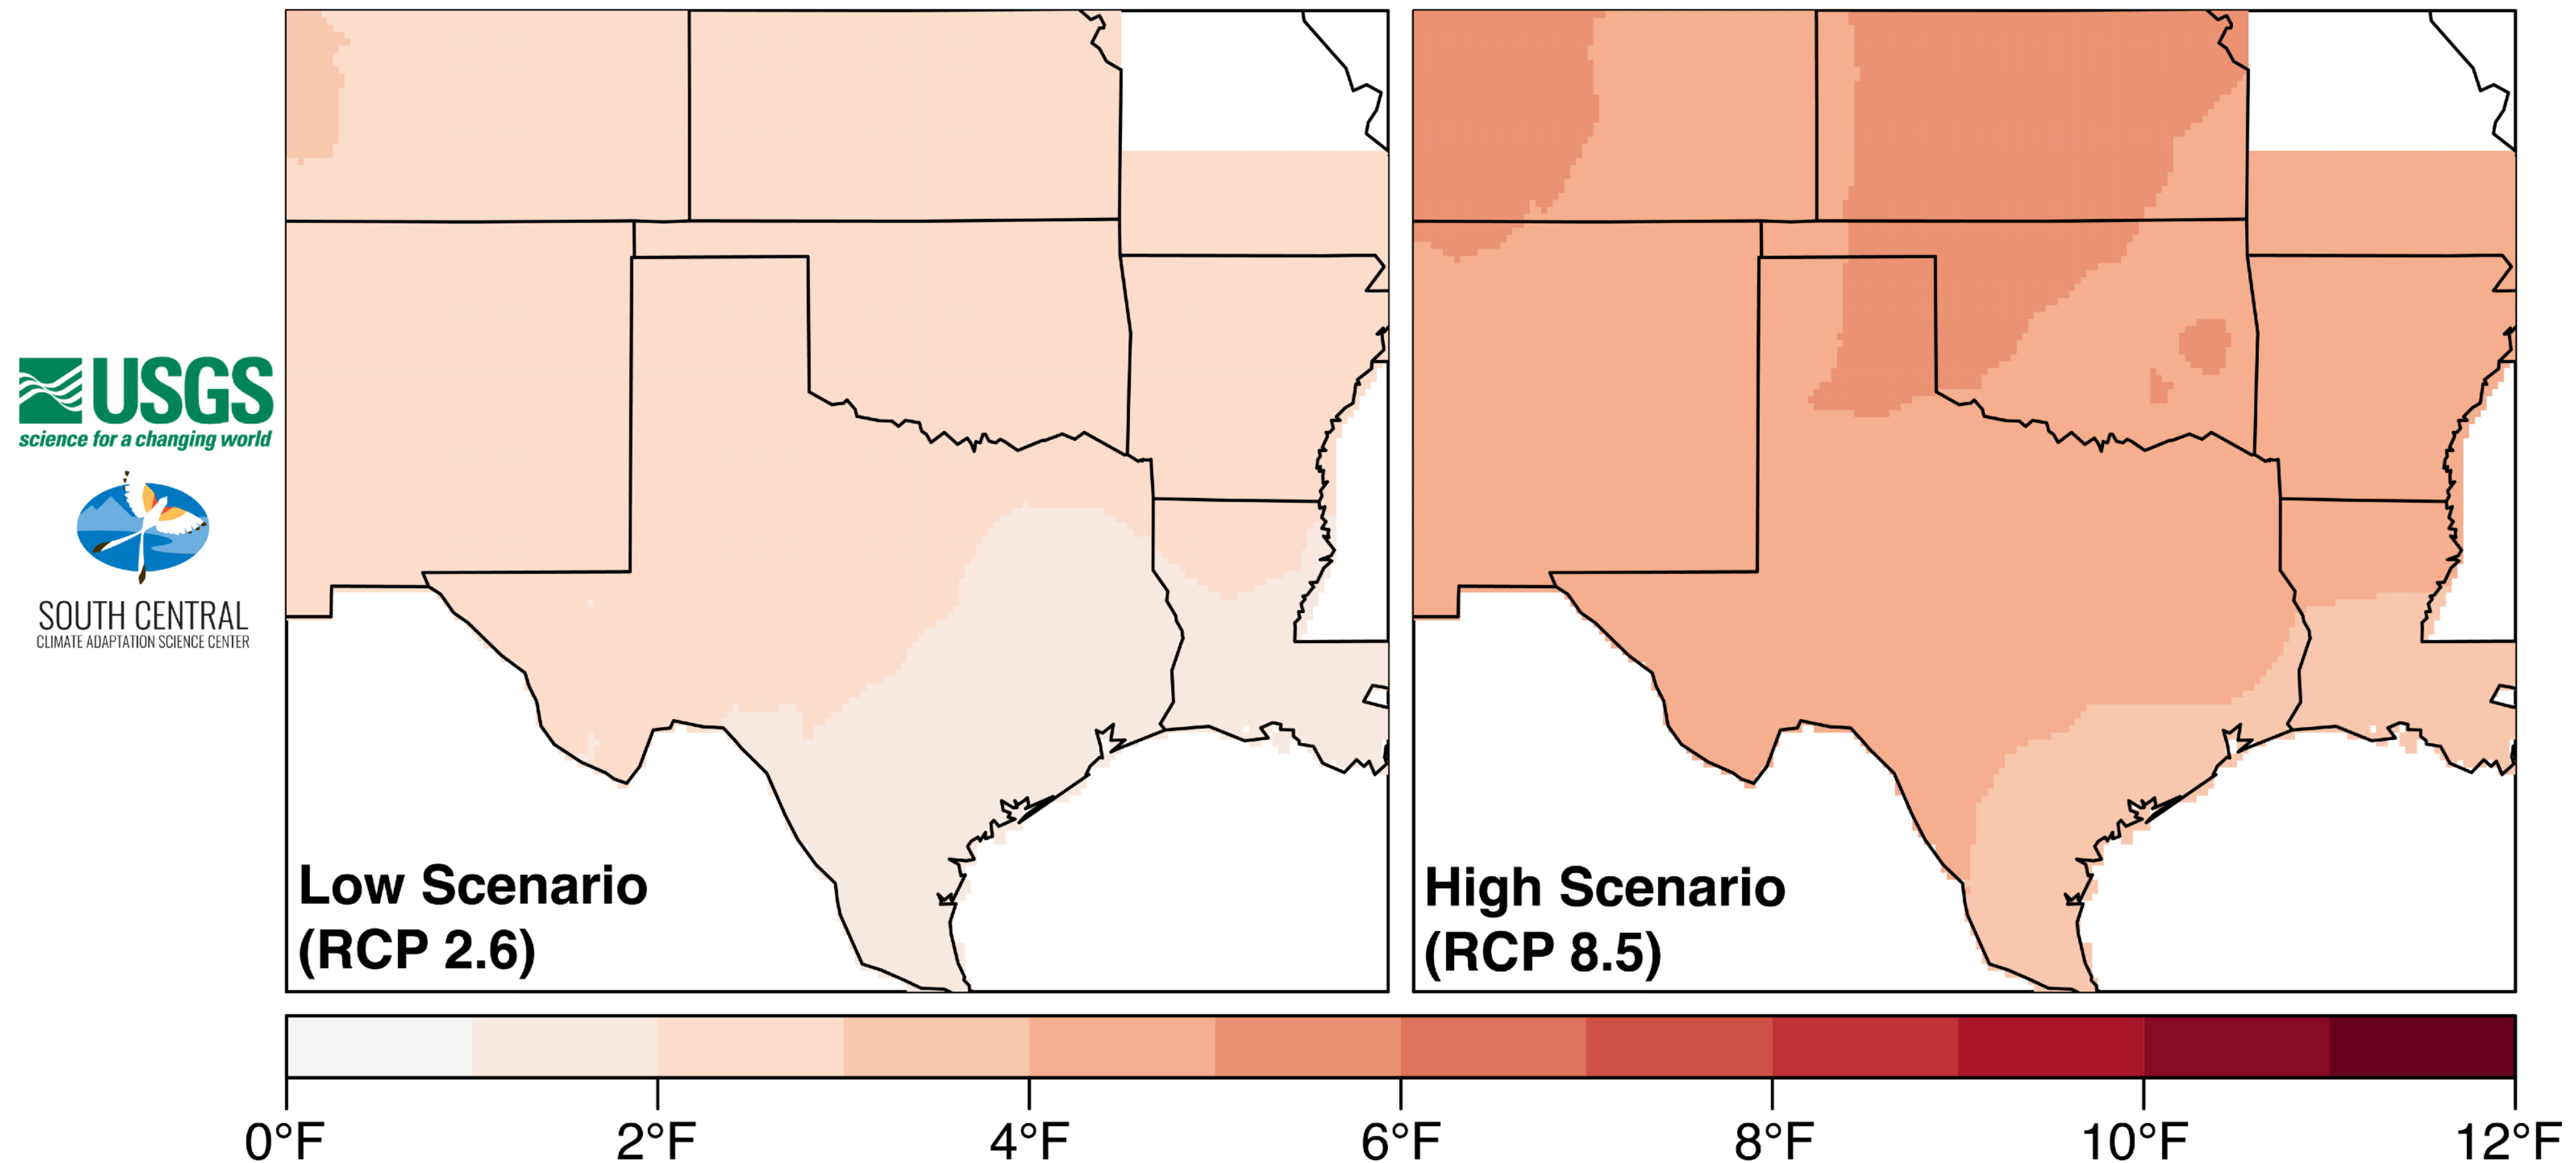 USGS
science for a changing world
SOUTH CENTRAL
CLIMATE ADAPTATION SCIENCE CENTER
Low Scenario
(RCP 2.6)
High Scenario
(RCP 8.5)
0°F 2°F 4°F 6°F 8°F 10°F 12°F